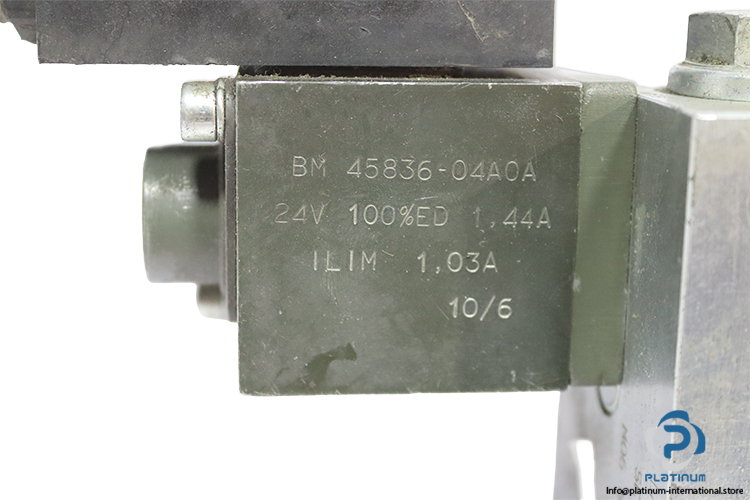 BM 45836-04A0A
24V 100%ED 1,44A
ILIM 1,03A
10/6
PLATINUM
Info@platinum-international.store